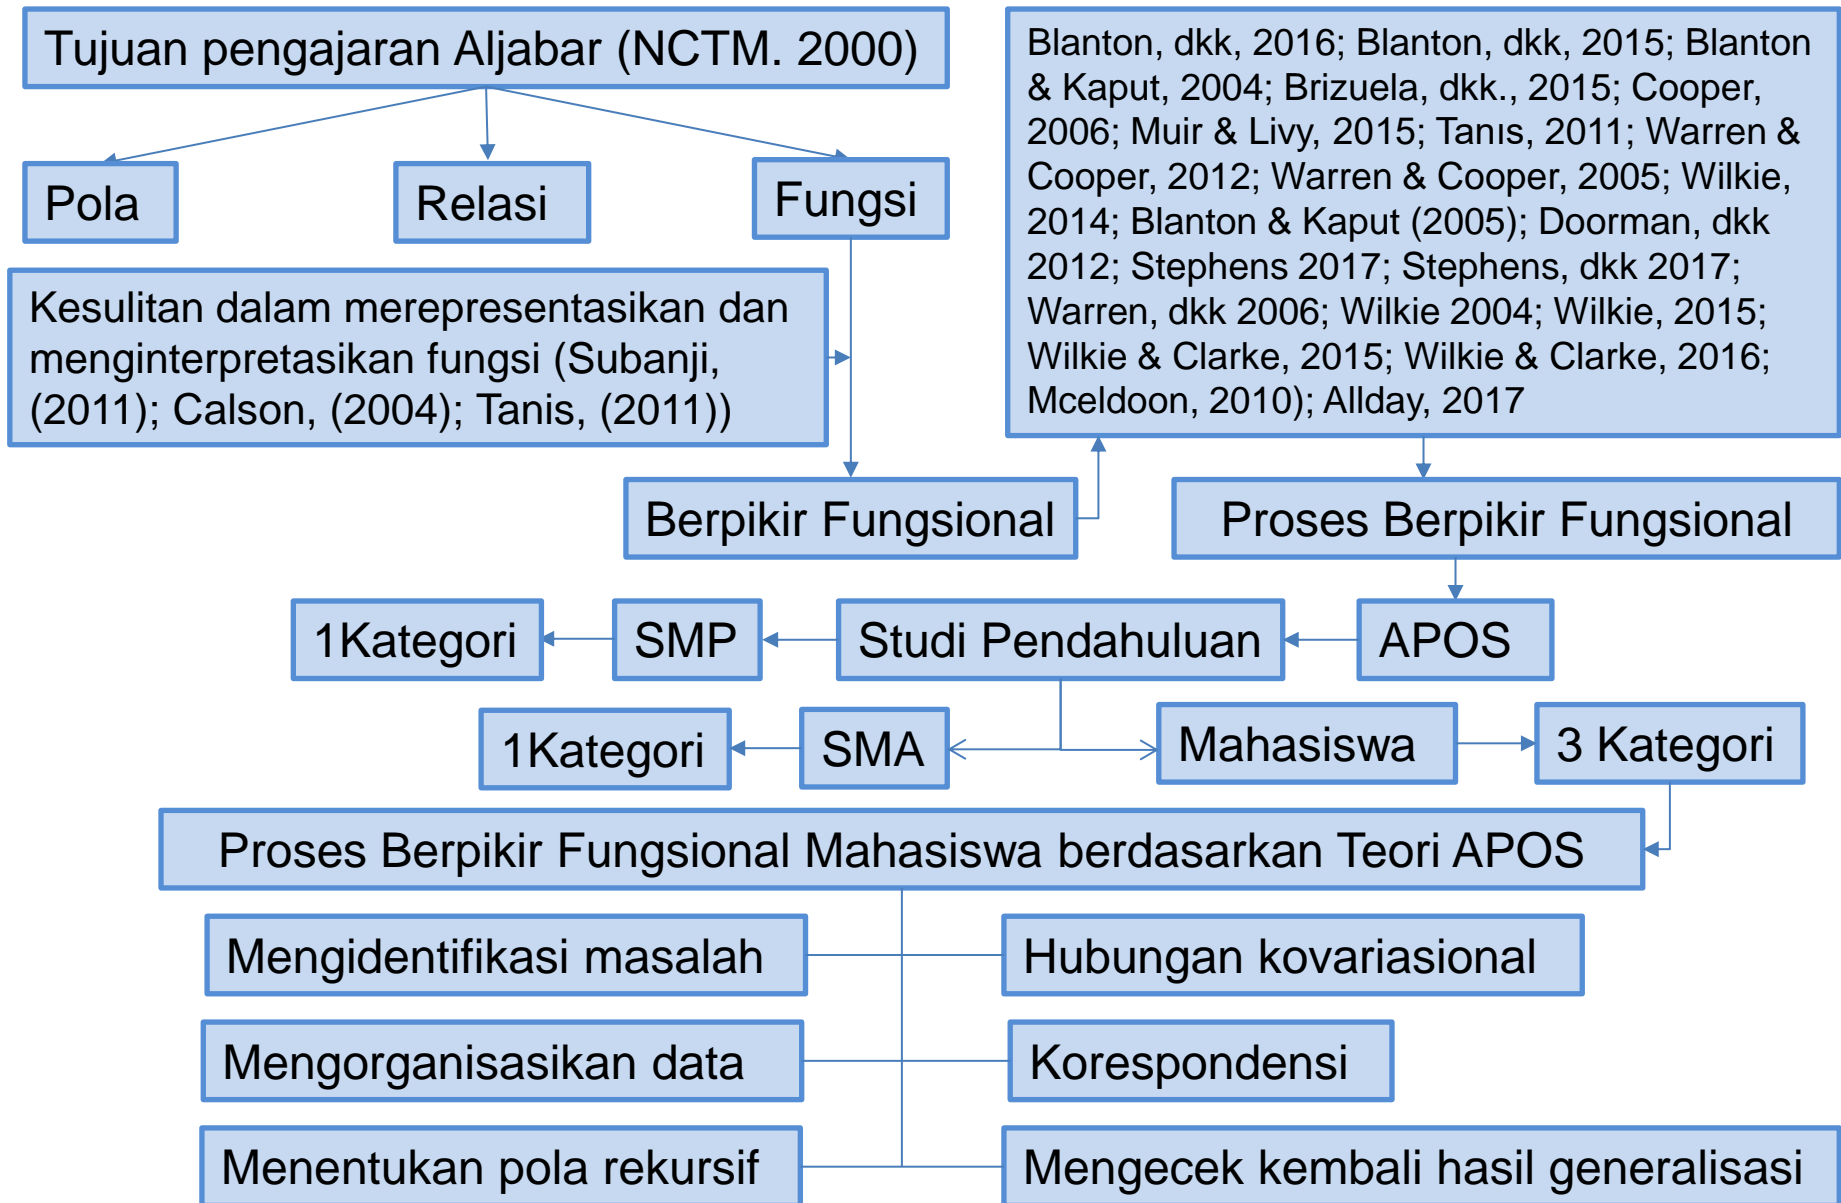 Tujuan pengajaran Aljabar (NCTM. 2000)
Pola
Relasi
Fungsi
Kesulitan dalam merepresentasikan dan
menginterpretasikan fungsi (Subanji,
(2011); Calson, (2004); Tanis, (2011))
Blanton, dkk, 2016; Blanton, dkk, 2015; Blanton
& Kaput, 2004; Brizuela, dkk., 2015; Cooper,
2006; Muir & Livy, 2015; Tanıs, 2011; Warren &
Cooper, 2012; Warren & Cooper, 2005; Wilkie,
2014; Blanton & Kaput (2005); Doorman, dkk
2012; Stephens 2017; Stephens, dkk 2017;
Warren, dkk 2006; Wilkie 2004; Wilkie, 2015;
Wilkie & Clarke, 2015; Wilkie & Clarke, 2016;
Mceldoon, 2010); Allday, 2017
Berpikir Fungsional
Proses Berpikir Fungsional
1Kategori
SMP
Studi Pendahuluan
APOS
1Kategori
SMA
Mahasiswa
3 Kategori
Proses Berpikir Fungsional Mahasiswa berdasarkan Teori APOS
Mengidentifikasi masalah
Hubungan kovariasional
Mengorganisasikan data
Korespondensi
Menentukan pola rekursif
Mengecek kembali hasil generalisasi